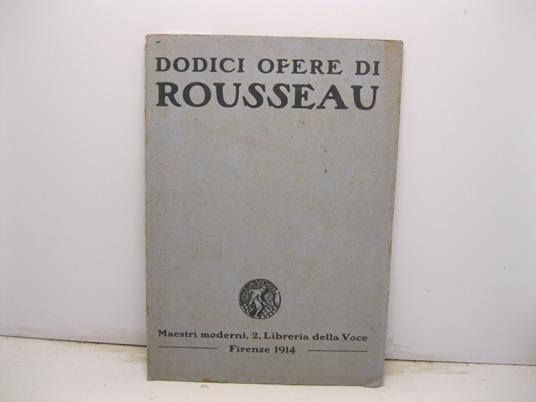 DODICI OPERE DI
ROUSSEAU
Maestri moderni, 2, Libreria della Voce
Firenze 1914